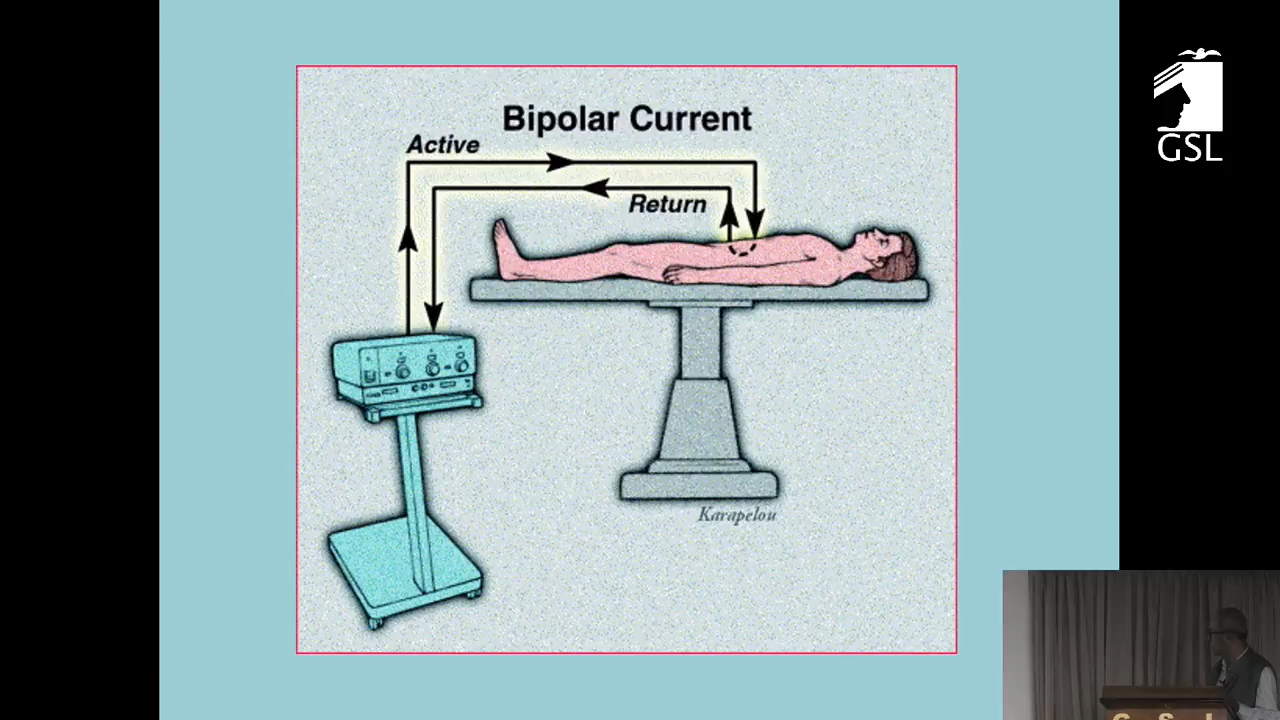 Bipolar Current
Active
Return
Karapelou
GSL
G S L